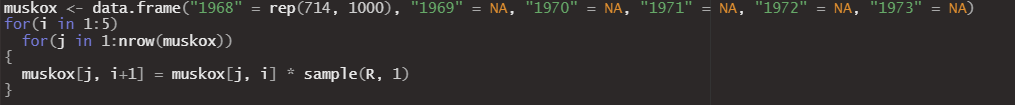 muskox <- data.frame("1968" = rep(714, 1000), "1969" = NA, "1970" = NA, "1971" = NA, "1972" = NA, "1973" = NA)
for(i in 1:5)
  for(j in 1:nrow(muskox))
{
  muskox[j, i+1] = muskox[j, i] * sample(R, 1)
}